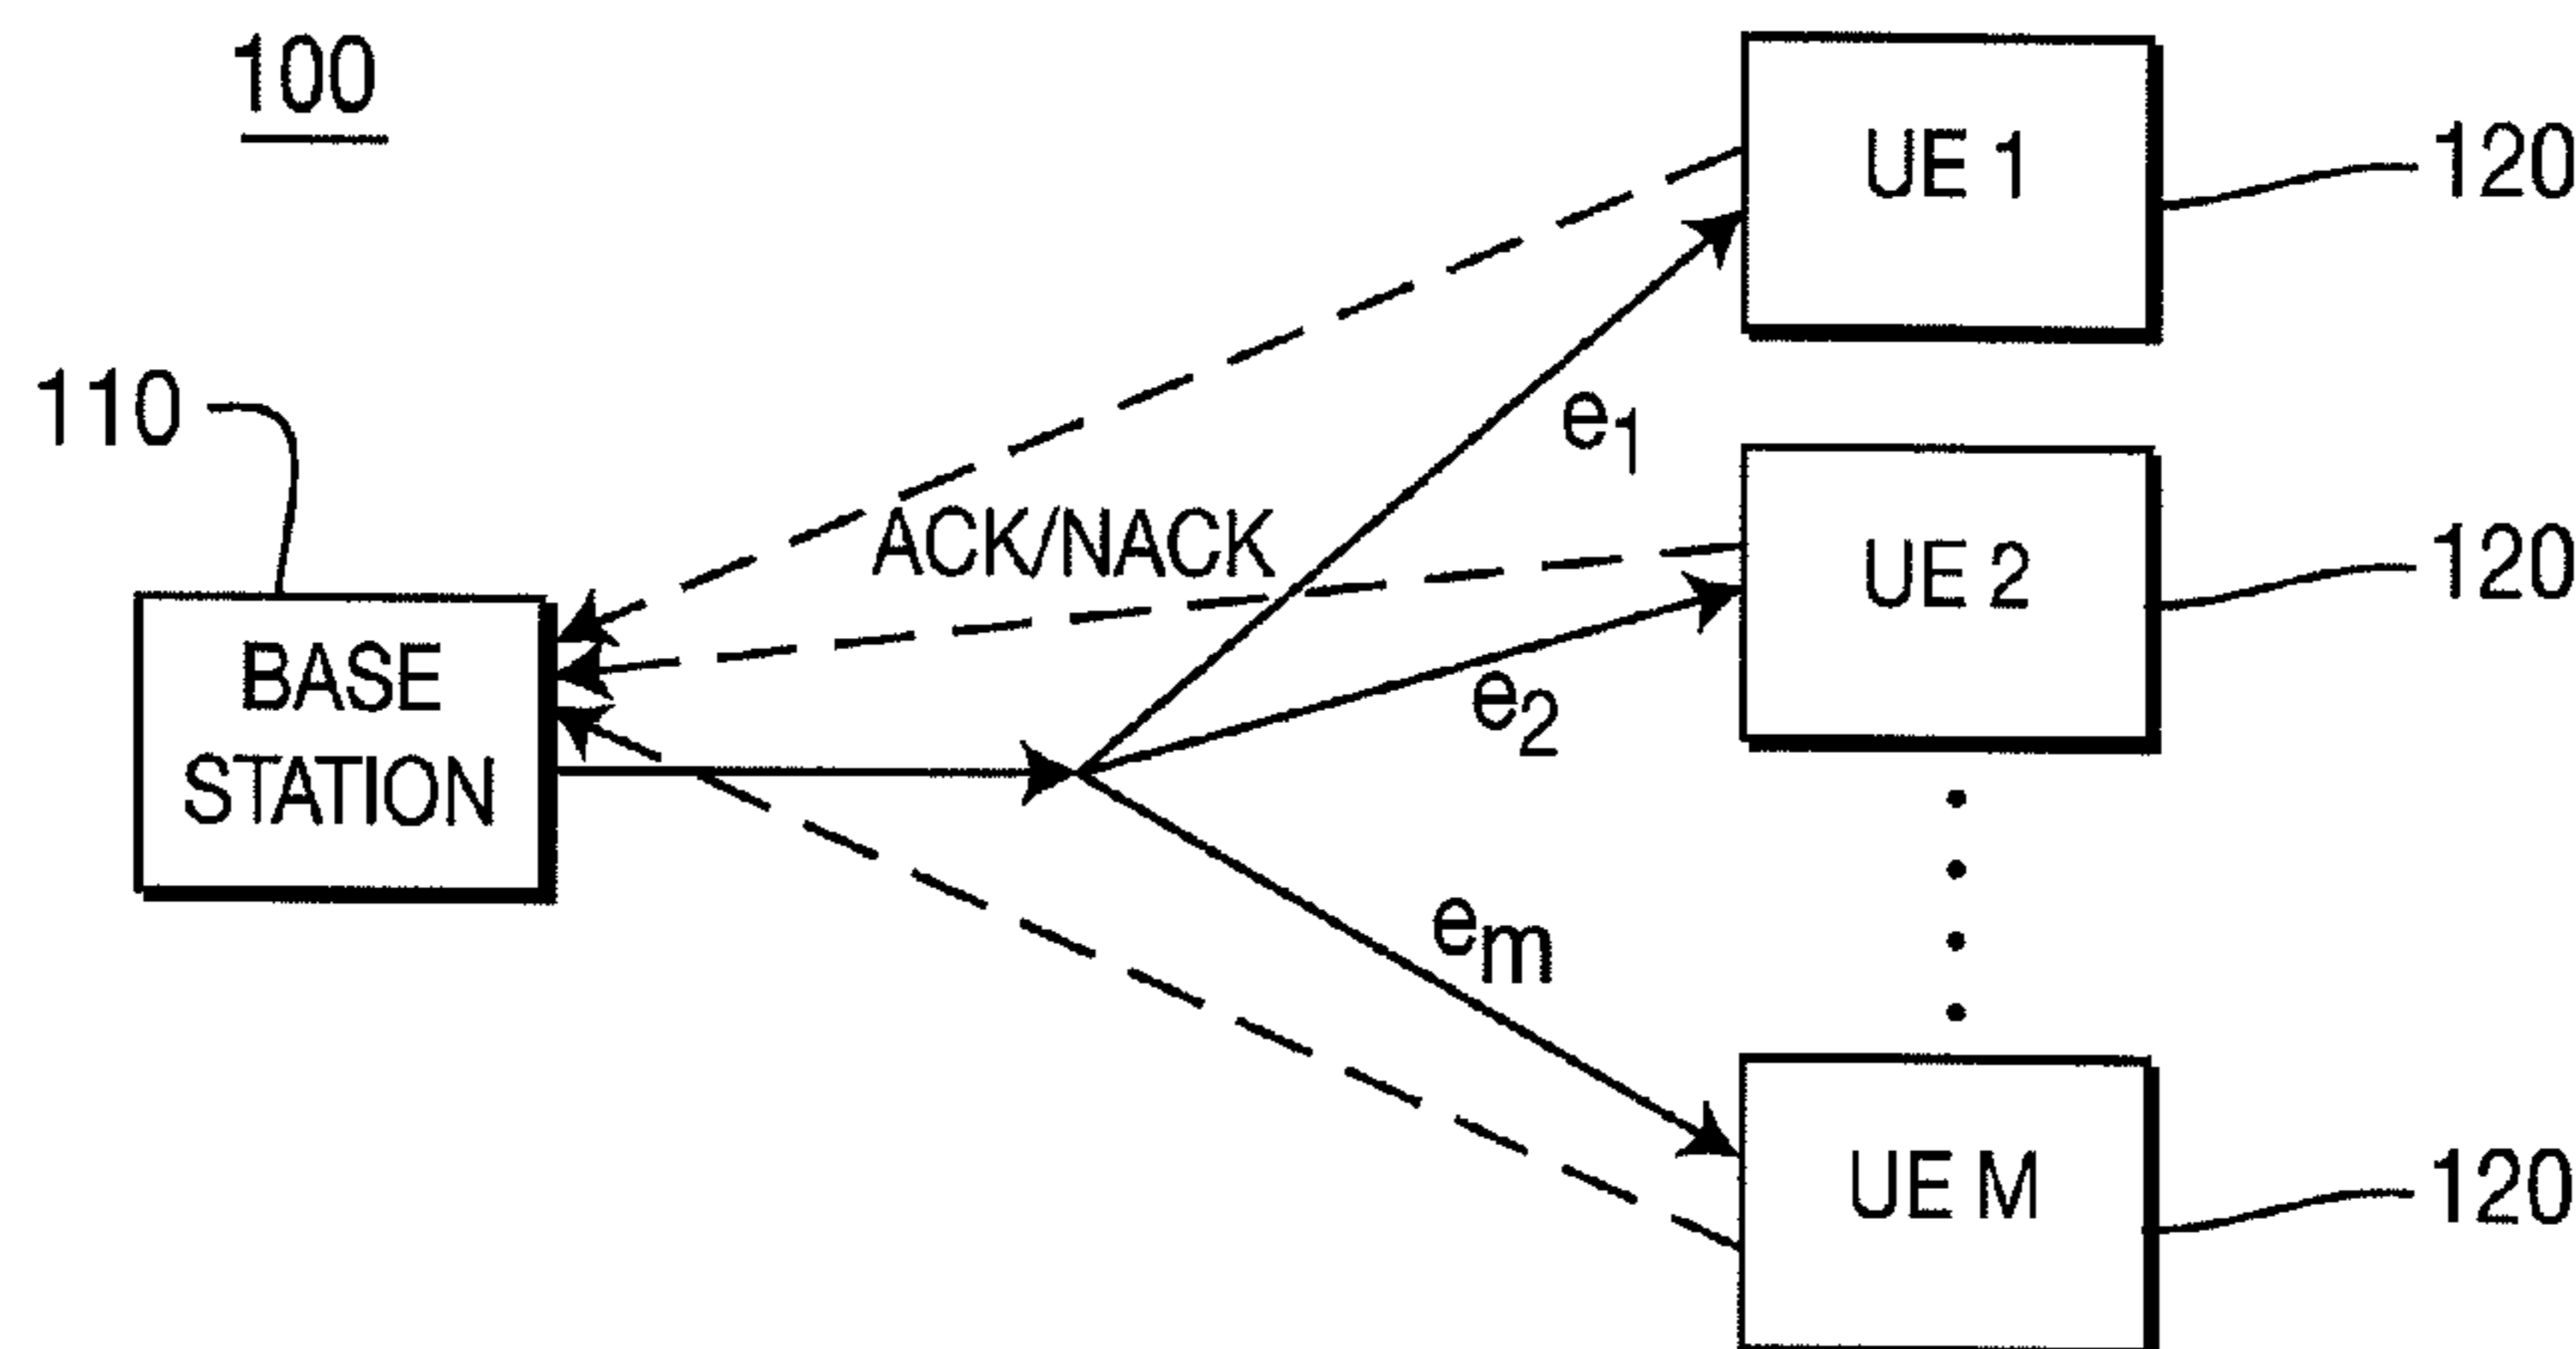 100
UE 1
120
110
e1
ACK/NACK
UE 2
120
BASE
STATION
e2
em
UE M
120